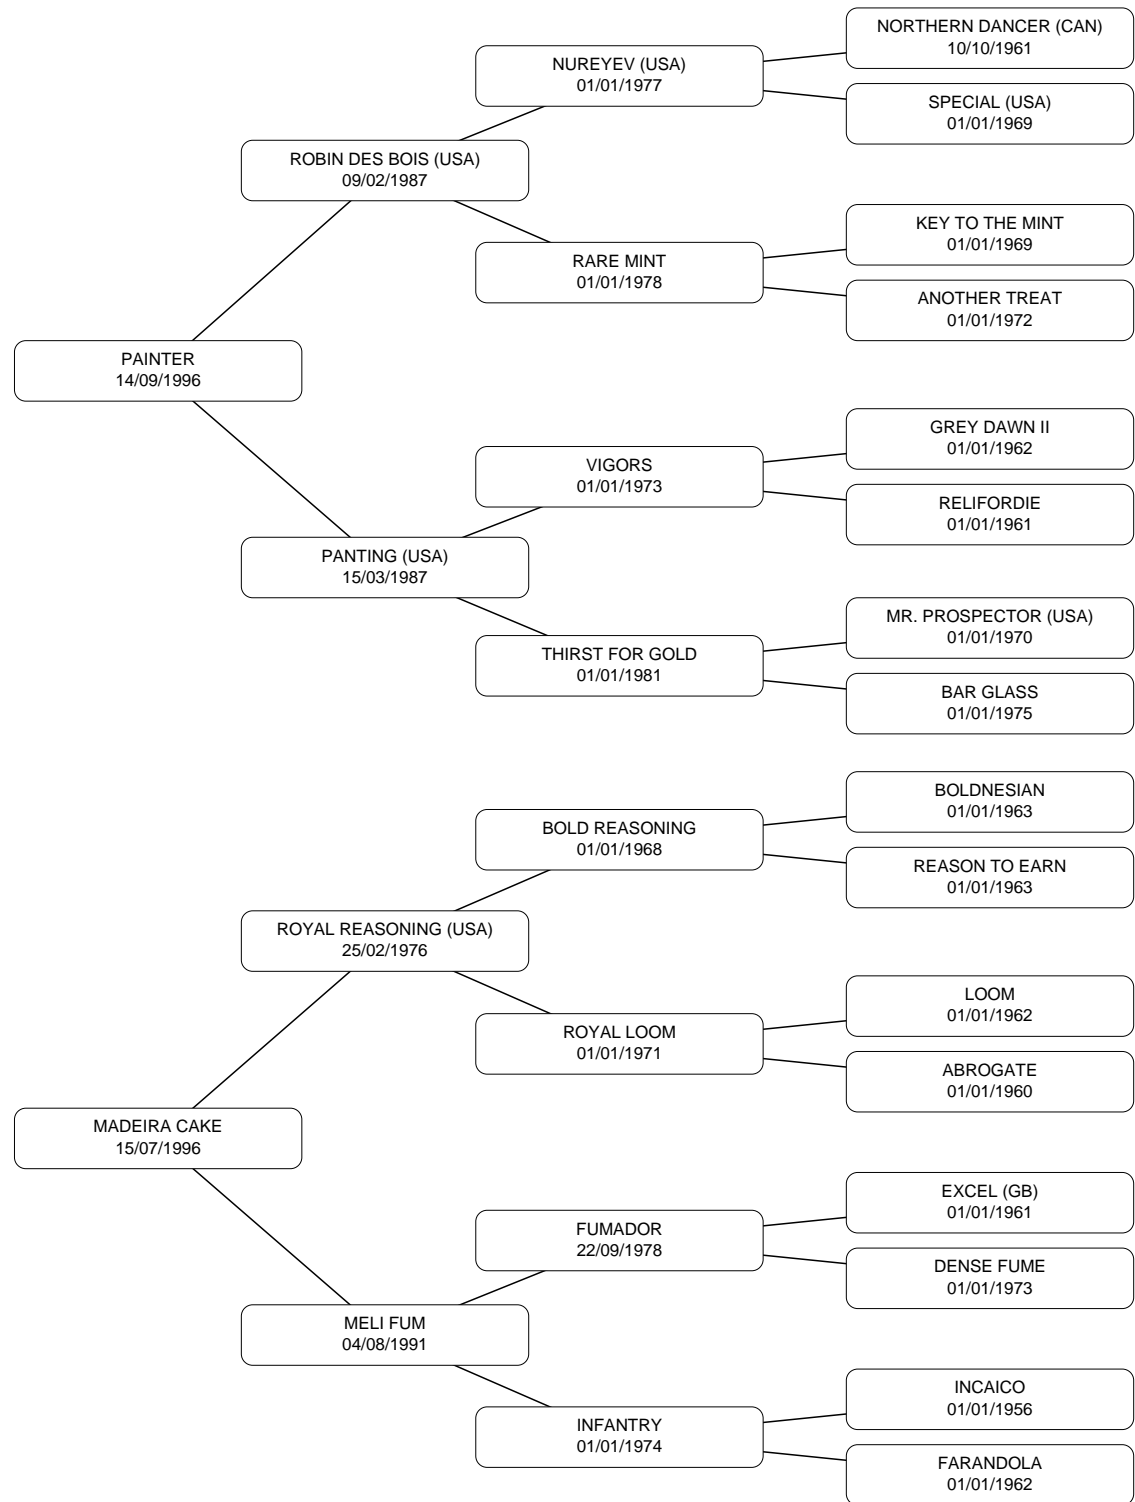 NORTHERN DANCER (CAN)
10/10/1961
NUREYEV (USA)
01/01/1977
SPECIAL (USA)
01/01/1969
ROBIN DES BOIS (USA)
09/02/1987
KEY TO THE MINT
01/01/1969
RARE MINT
01/01/1978
ANOTHER TREAT
01/01/1972
PAINTER
14/09/1996
GREY DAWN II
01/01/1962
VIGORS
01/01/1973
RELIFORDIE
01/01/1961
PANTING (USA)
15/03/1987
MR. PROSPECTOR (USA)
01/01/1970
THIRST FOR GOLD
01/01/1981
BAR GLASS
01/01/1975
BOLDNESIAN
01/01/1963
BOLD REASONING
01/01/1968
REASON TO EARN
01/01/1963
ROYAL REASONING (USA)
25/02/1976
LOOM
01/01/1962
ROYAL LOOM
01/01/1971
ABROGATE
01/01/1960
MADEIRA CAKE
15/07/1996
EXCEL (GB)
01/01/1961
FUMADOR
22/09/1978
DENSE FUME
01/01/1973
MELI FUM
04/08/1991
INCAICO
01/01/1956
INFANTRY
01/01/1974
FARANDOLA
01/01/1962